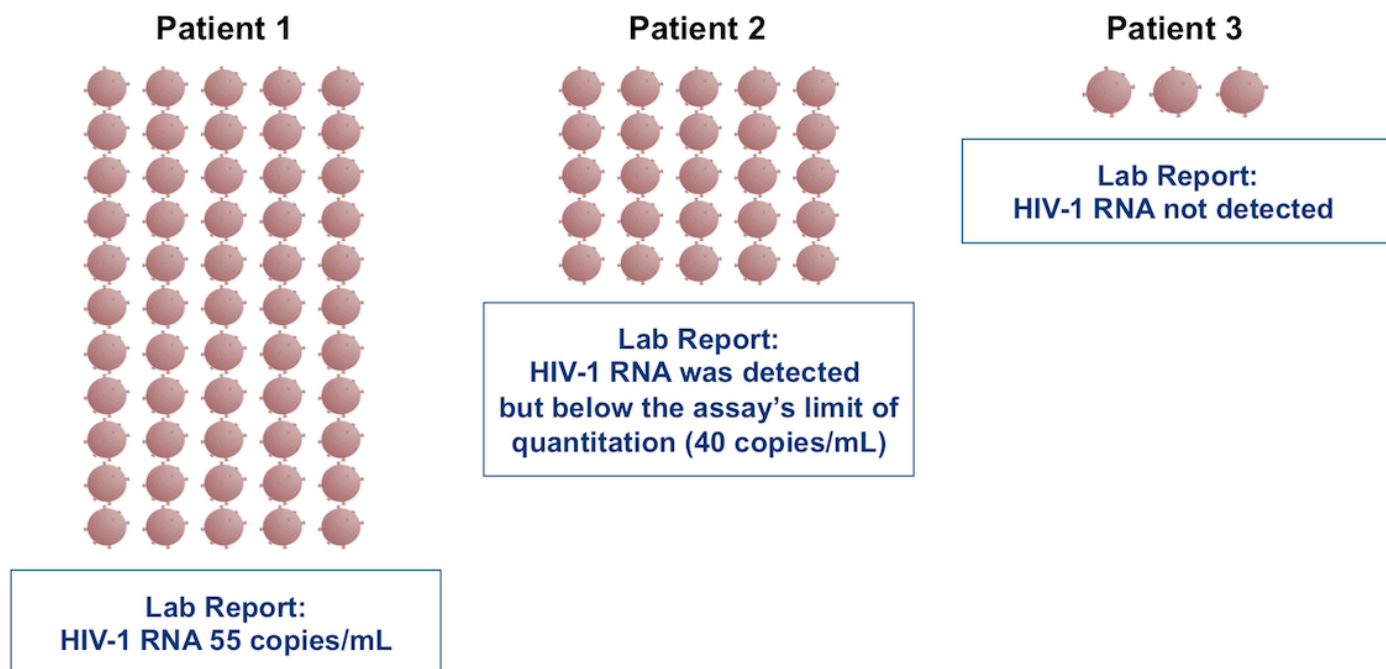 Patient 1
Patient 2
Patient 3
Lab Report:
HIV-1 RNA 55 copies/mL
Lab Report:
HIV-1 RNA was detected
but below the assay’s limit of
quantitation (40 copies/mL)
Lab Report:
HIV-1 RNA not detected